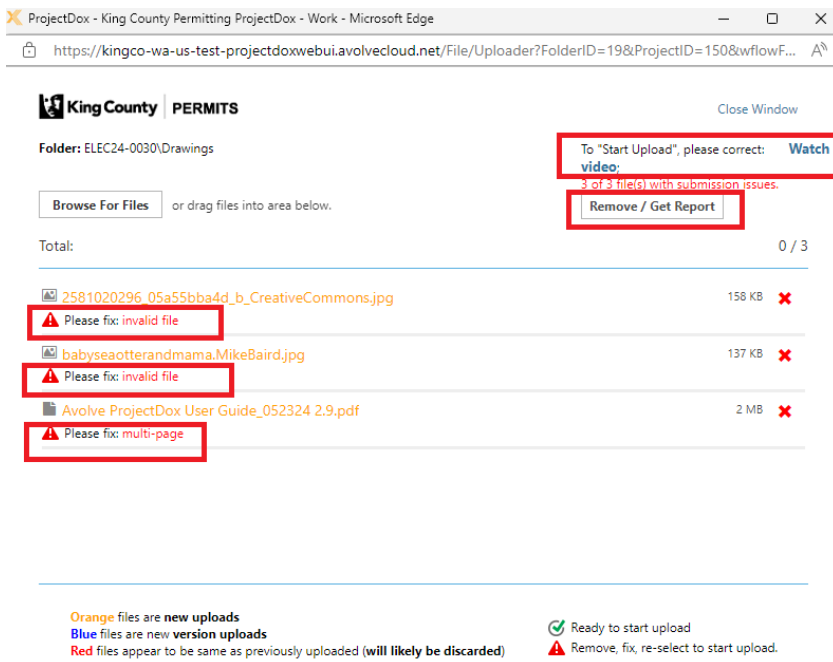 ProjectDox - King County Permitting ProjectDox - Work - Microsoft Edge
https://kingco-wa-us-test-projectdoxwebui.avolvecloud.net/File/Uploader?FolderID=19&ProjectID=150&wflowF...
King County PERMITS
Close Window
Folder: ELEC24-0030\Drawings
To "Start Upload", please correct: Watch
video;
3 of 3 file(s) with submission issues.
Browse For Files or drag files into area below.
Remove / Get Report
Total: 0 / 3
2581020296_05a55bba4d_b_CreativeCommons.jpg 158 KB
Please fix: invalid file
babyseaotterandmama.MikeBaird.jpg 137 KB
Please fix: invalid file
Avolve ProjectDox User Guide_052324 2.9.pdf 2 MB
Please fix: multi-page
Orange files are new uploads
Blue files are new version uploads
Red files appear to be same as previously uploaded (will likely be discarded)
Ready to start upload
Remove, fix, re-select to start upload.